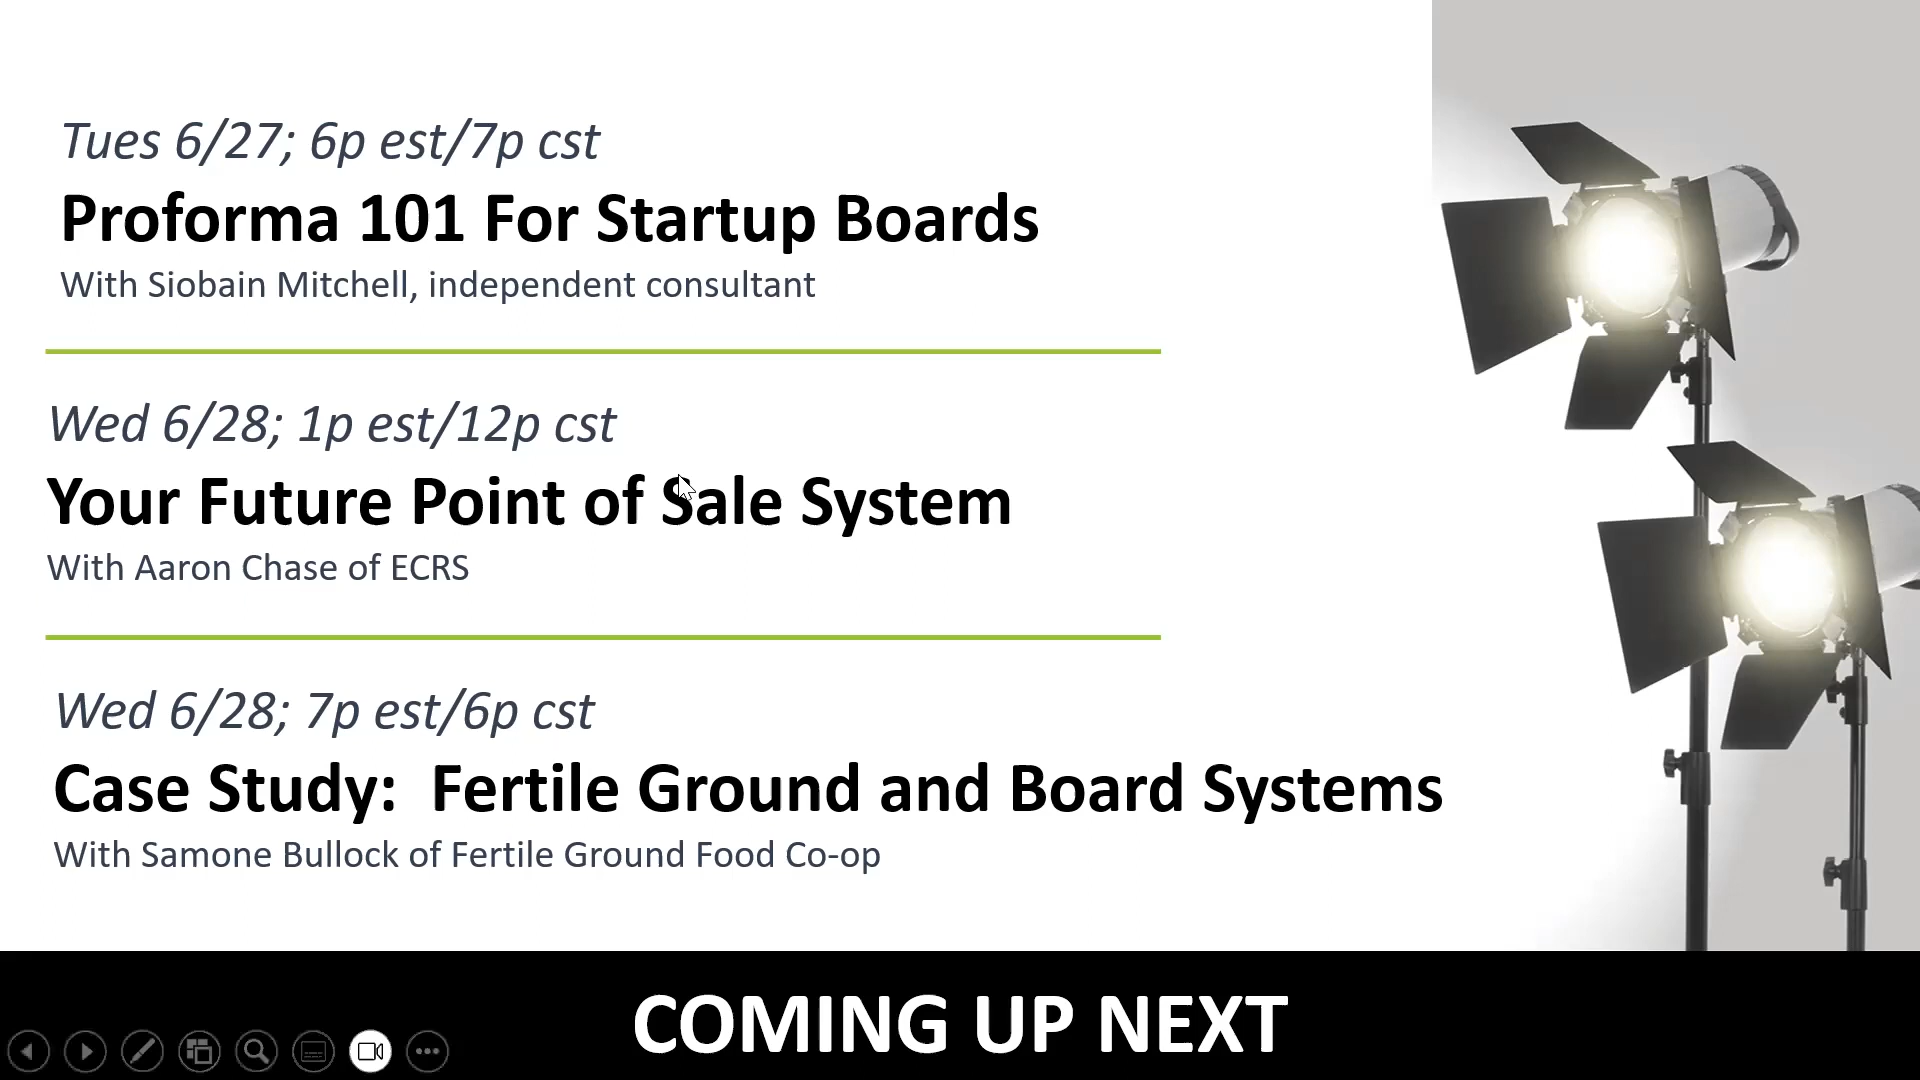 Tues 6/27; 6p est/7p cst
Proforma 101 For Startup Boards
With Siobain Mitchell, independent consultant
Wed 6/28; 1p est/12p cst
Your Future Point of Sale System
With Aaron Chase of ECRS
Wed 6/28; 7p est/6p cst
Case Study:  Fertile Ground and Board Systems
With Samone Bullock of Fertile Ground Food Co-op
COMING UP NEXT